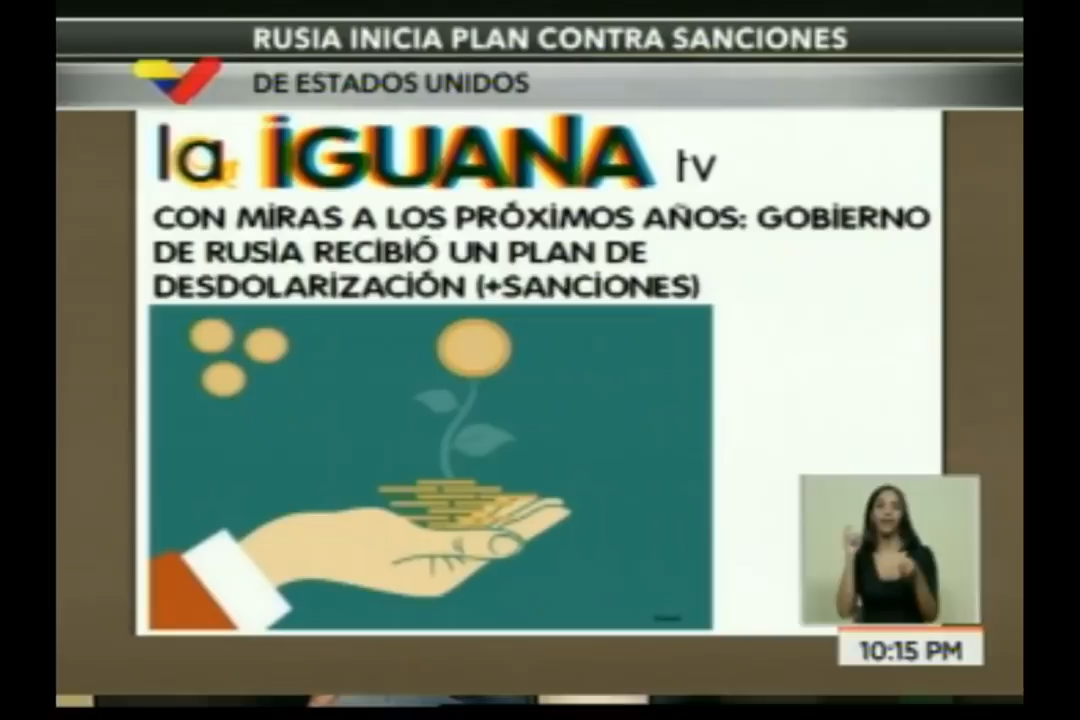 RUSIA INICIA PLAN CONTRA SANCIONES
DE ESTADOS UNIDOS
la iGUANA tv
CON MiRAS A LOS PRÓXiMOS AÑOS: GOBiERNO
DE RUSiA RECiBiÓ UN PLAN DE
DESDOLARiZACiÓN (+SANCiONES)
10:15 PM